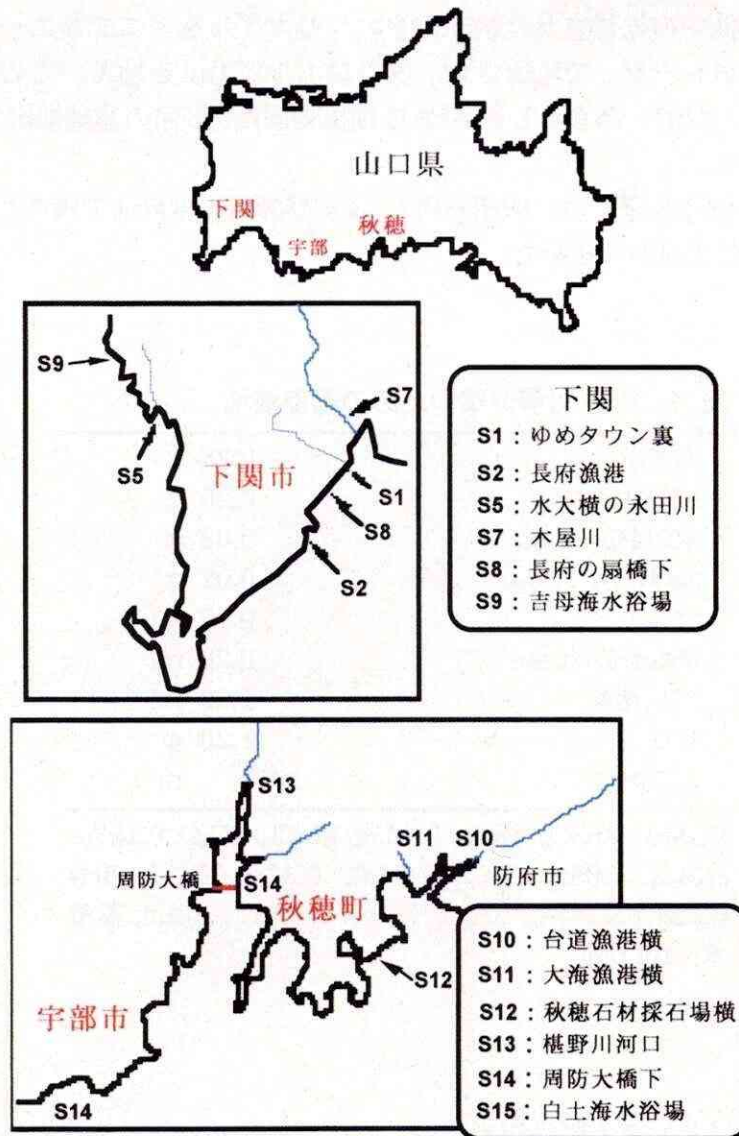 山口県
下関
秋穂
宇部
S9
S7
S5
下関市
S1
S8
S2
下関
S1：ゆめタウン裏
S2：長府漁港
S5：水大横の永田川
S7：木屋川
S8：長府の扇橋下
S9：吉母海水浴場
S13
S11
S10
周防大橋
S14
防府市
秋穂町
S12
宇部市
S14
S10：台道漁港横
S11：大海漁港横
S12：秋穂石材採石場横
S13：椹野川河口
S14：周防大橋下
S15：白土海水浴場